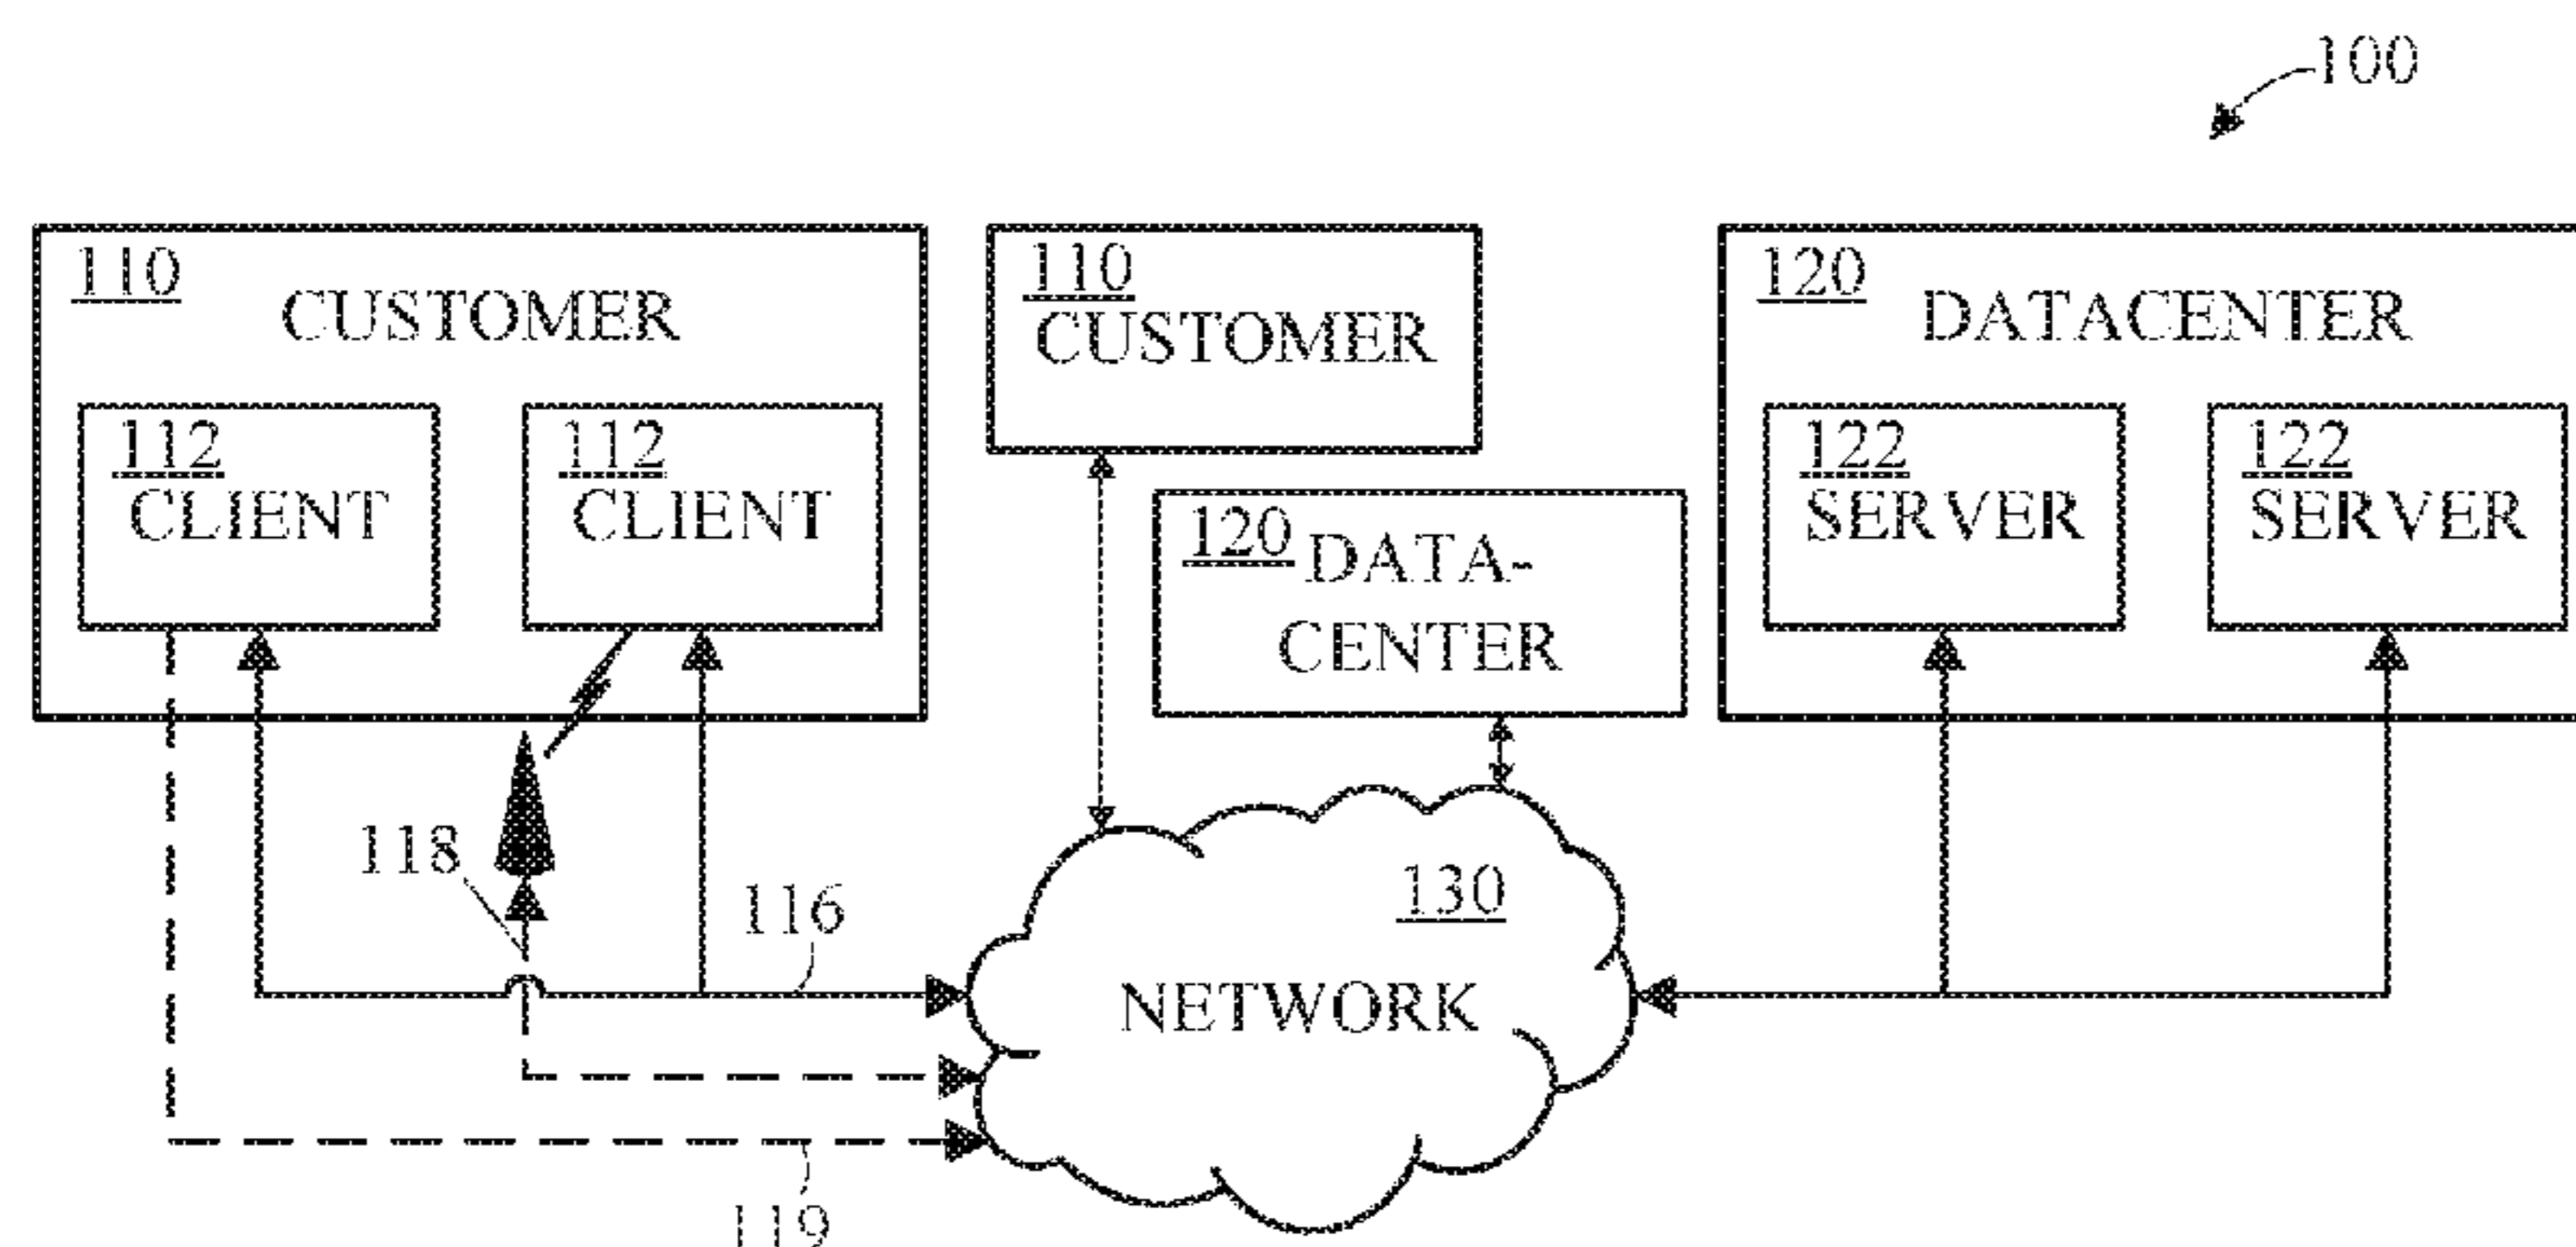 100
110
CUSTOMER
112
CLIENT
112
CLIENT
110
CUSTOMER
120
DATA-
CENTER
120
DATACENTER
122
SERVER
122
SERVER
118
116
130
NETWORK
119